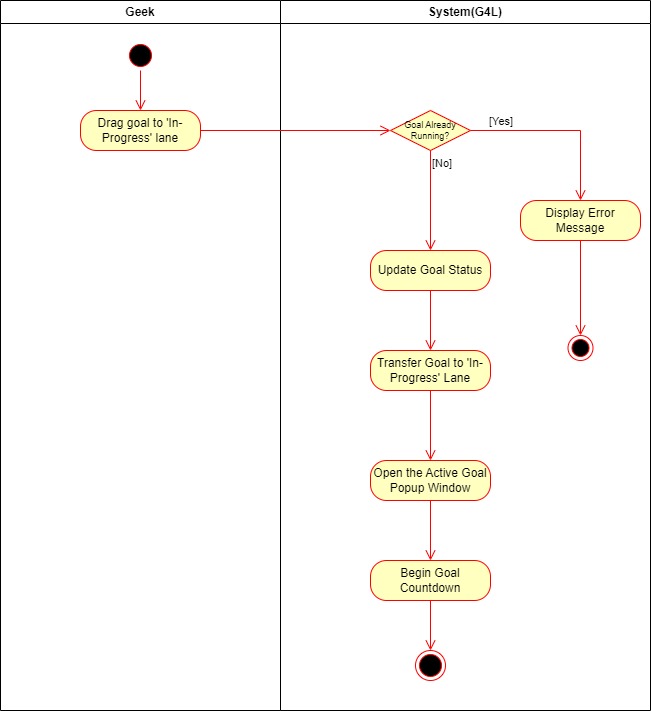 Geek
System(G4L)
Drag goal to 'In-
Progress' lane
Goal Already
Running?
[Yes]
[No]
Display Error
Message
Update Goal Status
Transfer Goal to 'In-
Progress' Lane
Open the Active Goal
Popup Window
Begin Goal
Countdown